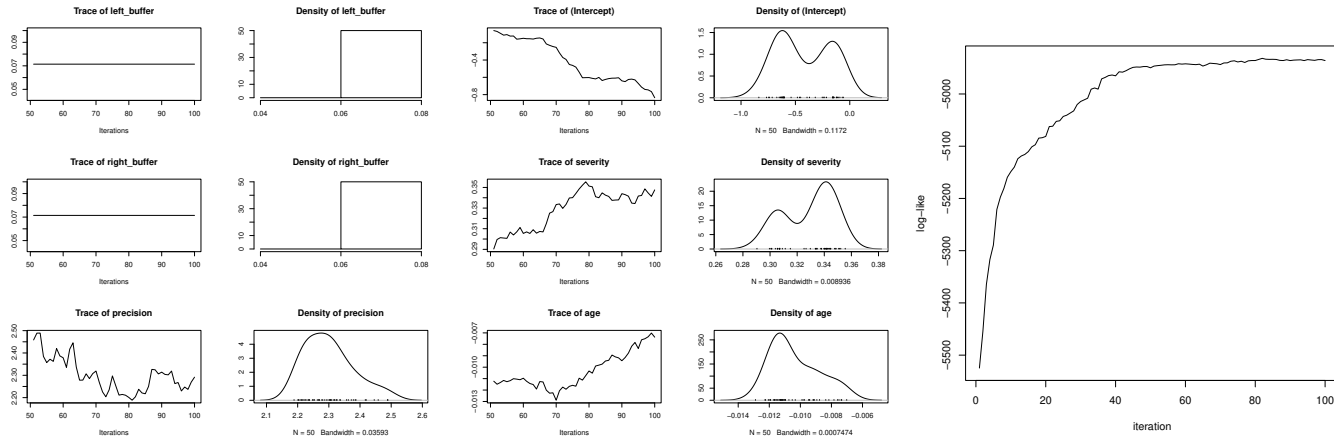 Trace of left_buffer
0.05 0.07 0.09
50 60 70 80 90 100
Iterations
Density of left_buffer
0 10 30 50
0.04 0.06 0.08
Trace of (Intercept)
−0.8 −0.4
50 60 70 80 90 100
Iterations
Density of (Intercept)
0.0 0.5 1.0 1.5
−1.0 −0.5 0.0
N = 50 Bandwidth = 0.1172
Trace of right_buffer
0.05 0.07 0.09
50 60 70 80 90 100
Iterations
Density of right_buffer
0 10 30 50
0.04 0.06 0.08
Trace of severity
0.29 0.31 0.33 0.35
50 60 70 80 90 100
Iterations
Density of severity
0 5 10 20
0.26 0.28 0.30 0.32 0.34 0.36 0.38
N = 50 Bandwidth = 0.008936
Trace of precision
2.20 2.30 2.40 2.50
50 60 70 80 90 100
Iterations
Density of precision
0 1 2 3 4
2.1 2.2 2.3 2.4 2.5 2.6
N = 50 Bandwidth = 0.03593
Trace of age
−0.013 −0.010 −0.007
50 60 70 80 90 100
Iterations
Density of age
0 50 150 250
−0.014 −0.010 −0.008 −0.006
N = 50 Bandwidth = 0.0007474
log−like
−5500 −5400 −5300 −5200 −5100 −5000
0 20 40 60 80 100
iteration